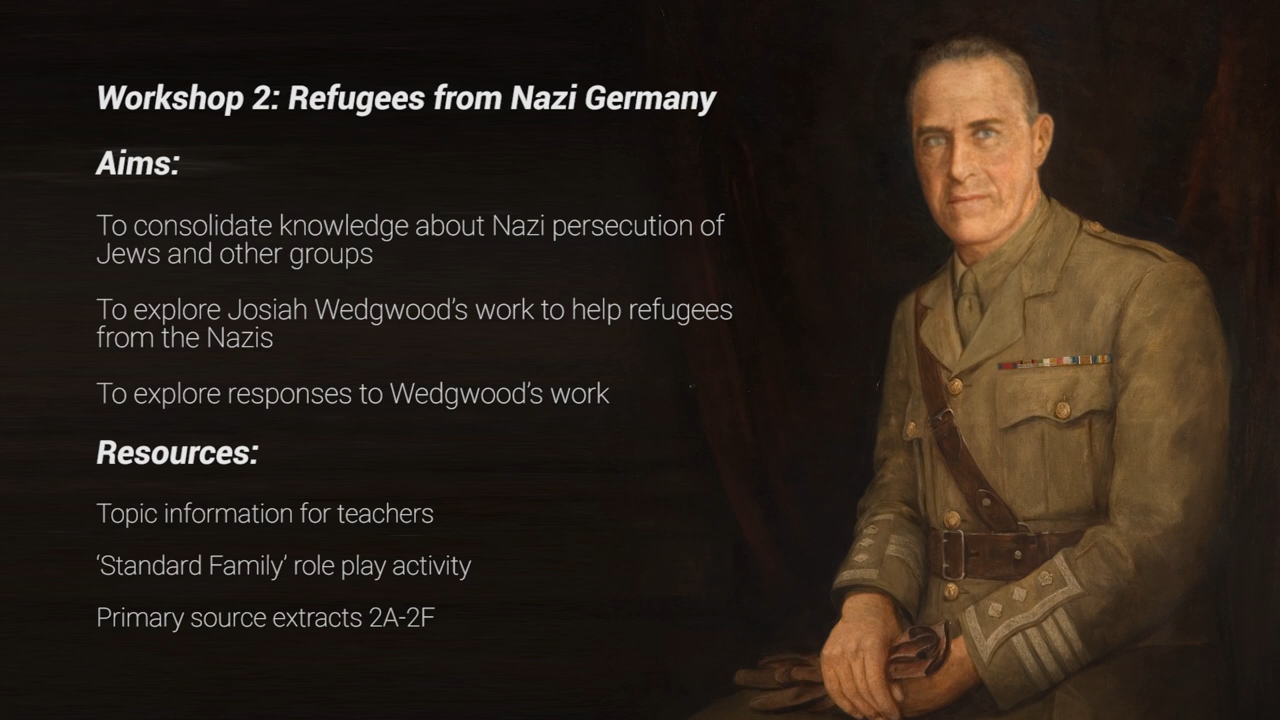 Workshop 2: Refugees from Nazi Germany
Aims:
To consolidate knowledge about Nazi persecution of
Jews and other groups
To explore Josiah Wedgwood’s work to help refugees
from the Nazis
To explore responses to Wedgwood’s work
Resources:
Topic information for teachers
‘Standard Family’ role play activity
Primary source extracts 2A-2F